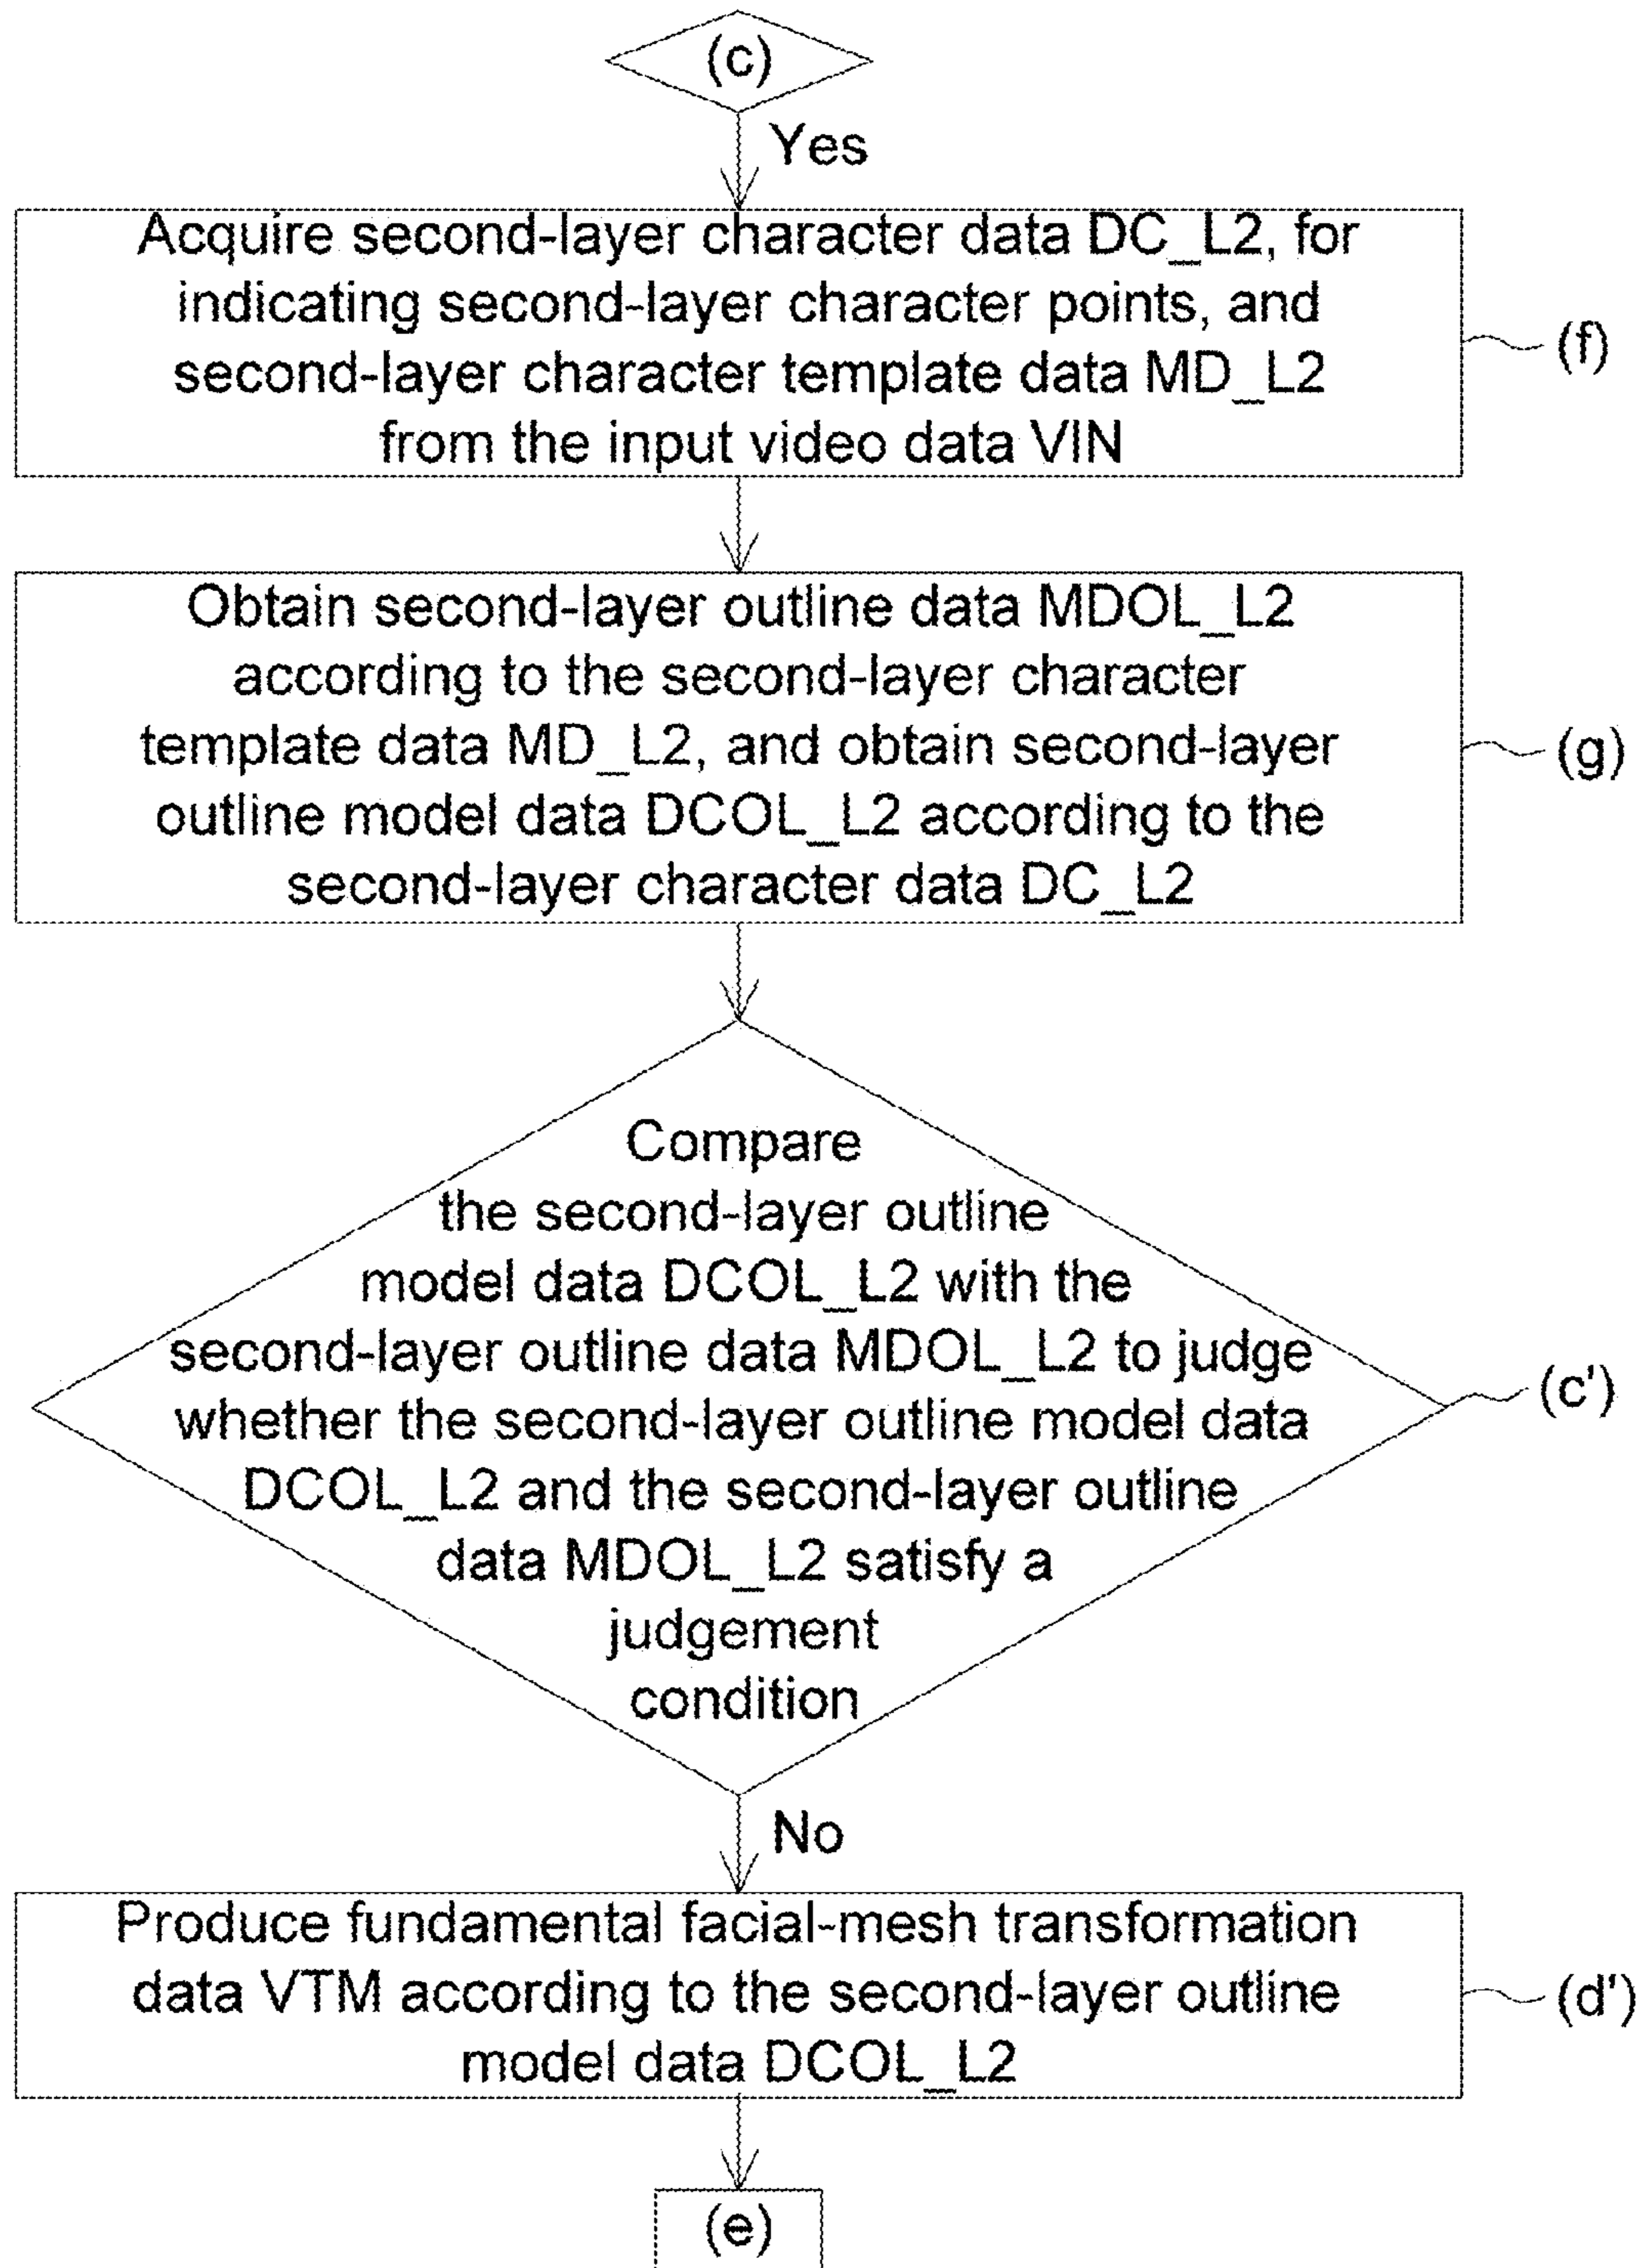 (c)
Yes
Acquire second-layer character data DC_L2, for
indicating second-layer character points, and
second-layer character template data MD_L2
from the input video data VIN
(f)
Obtain second-layer outline data MDOL_L2
according to the second-layer character
template data MD_L2, and obtain second-layer
outline model data DCOL_L2 according to the
second-layer character data DC_L2
(g)
Compare
the second-layer outline
model data DCOL_L2 with the
second-layer outline data MDOL_L2 to judge
whether the second-layer outline model data
DCOL_L2 and the second-layer outline
data MDOL_L2 satisfy a
judgement
condition
(c')
No
Produce fundamental facial-mesh transformation
data VTM according to the second-layer outline
model data DCOL_L2
(d')
(e)